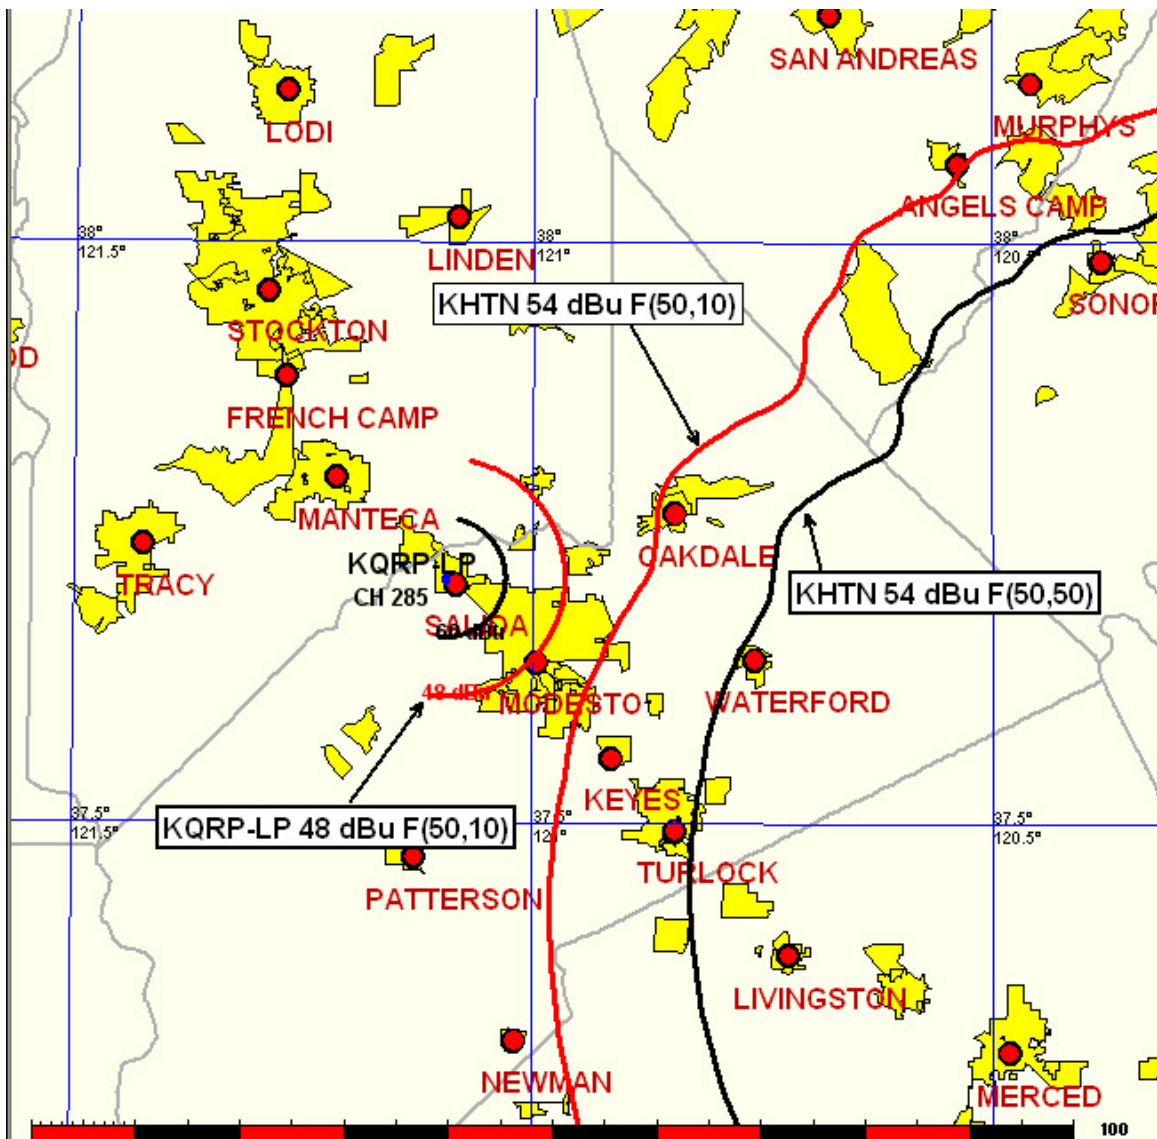 SAN ANDREAS
MURPHYS
LODI
ANGELS CAMP
38°
121.5°
38°
121°
38°
120.5°
LINDEN
SONOR
KHTN 54 dBu F(50,10)
STOCKTON
OD
FRENCH CAMP
MANTECA
OAKDALE
KQRP-LP
CH 285
TRACY
KHTN 54 dBu F(50,50)
SALIDA
60 dBu
48 dBu
MODESTO
WATERFORD
KEYES
37.5°
121.5°
KQRP-LP 48 dBu F(50,10)
37.5°
121°
37.5°
120.5°
TURLOCK
PATTERSON
LIVINGSTON
NEWMAN
MERCED
100